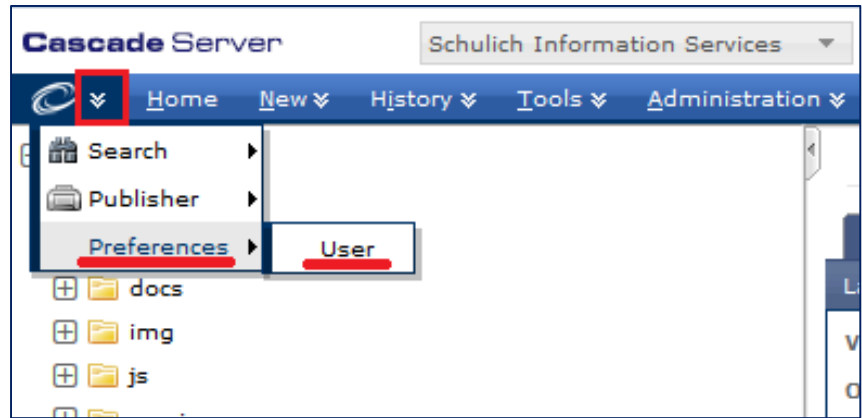 Cascade Server Schulich Information Services
Home New History Tools Administration
Search
Publisher
Preferences User
docs
img
js